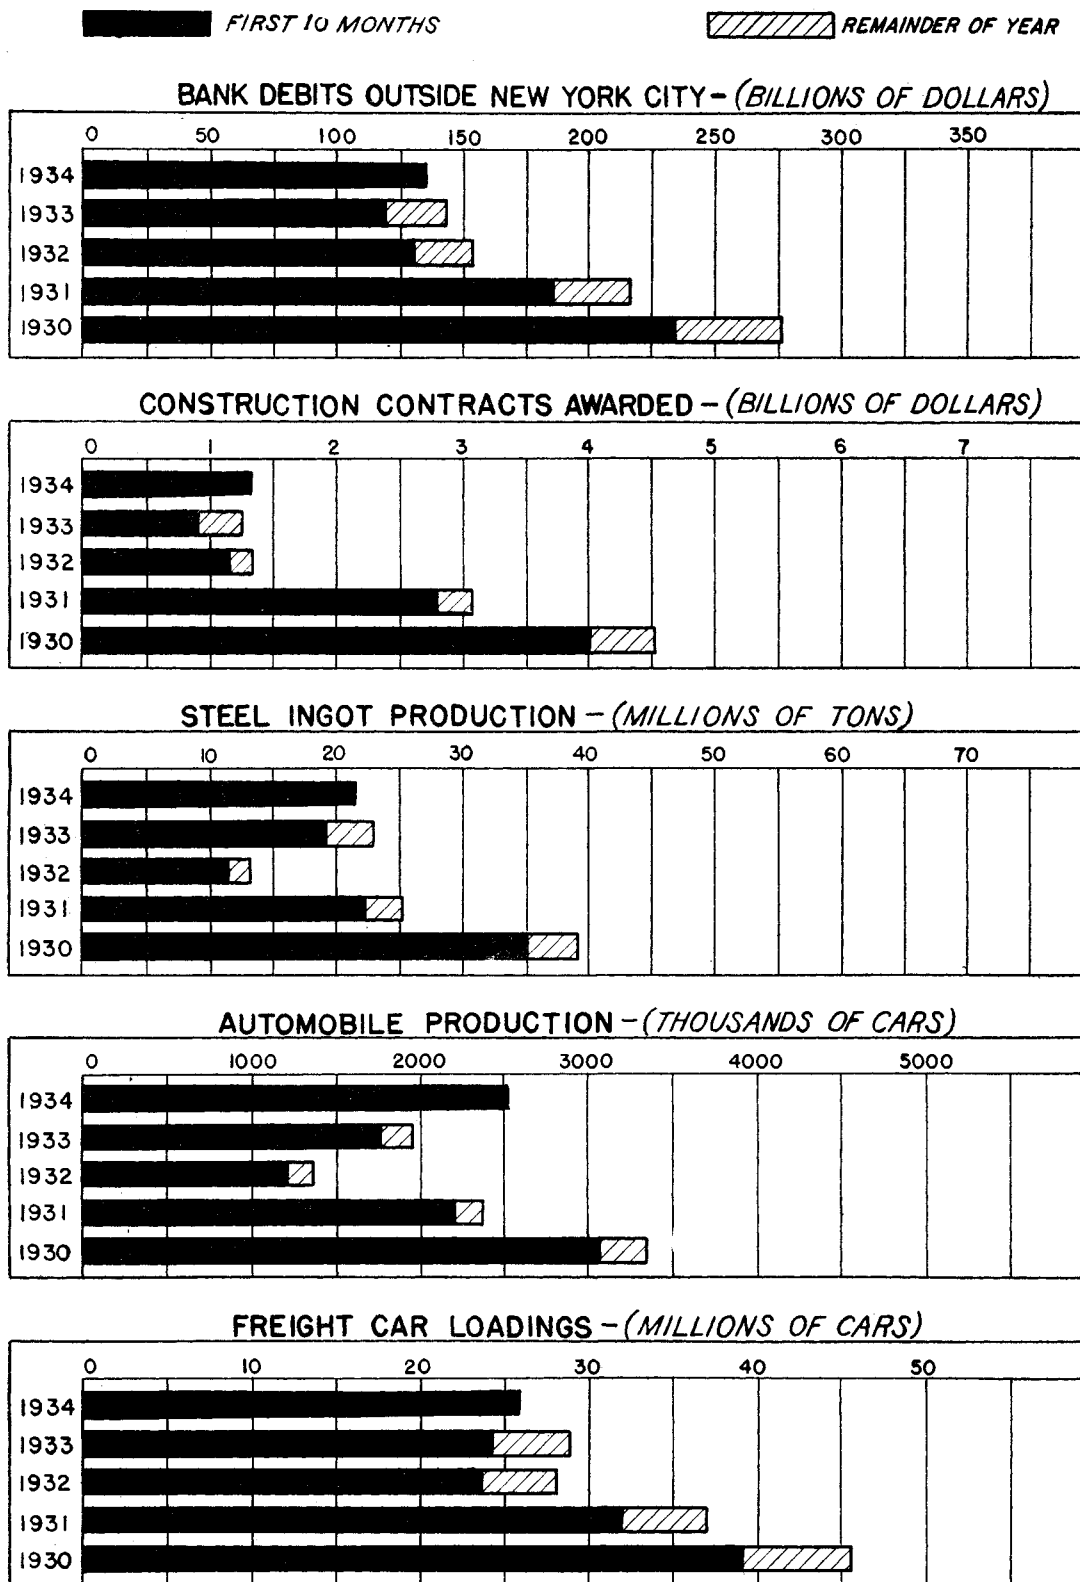 FIRST 10 MONTHS REMAINDER OF YEAR
BANK DEBITS OUTSIDE NEW YORK CITY - (BILLIONS OF DOLLARS)
0 50 100 150 200 250 300 350
1934
1933
1932
1931
1930
CONSTRUCTION CONTRACTS AWARDED - (BILLIONS OF DOLLARS)
0 1 2 3 4 5 6 7
1934
1933
1932
1931
1930
STEEL INGOT PRODUCTION - (MILLIONS OF TONS)
0 10 20 30 40 50 60 70
1934
1933
1932
1931
1930
AUTOMOBILE PRODUCTION - (THOUSANDS OF CARS)
0 1000 2000 3000 4000 5000
1934
1933
1932
1931
1930
FREIGHT CAR LOADINGS - (MILLIONS OF CARS)
0 10 20 30 40 50
1934
1933
1932
1931
1930